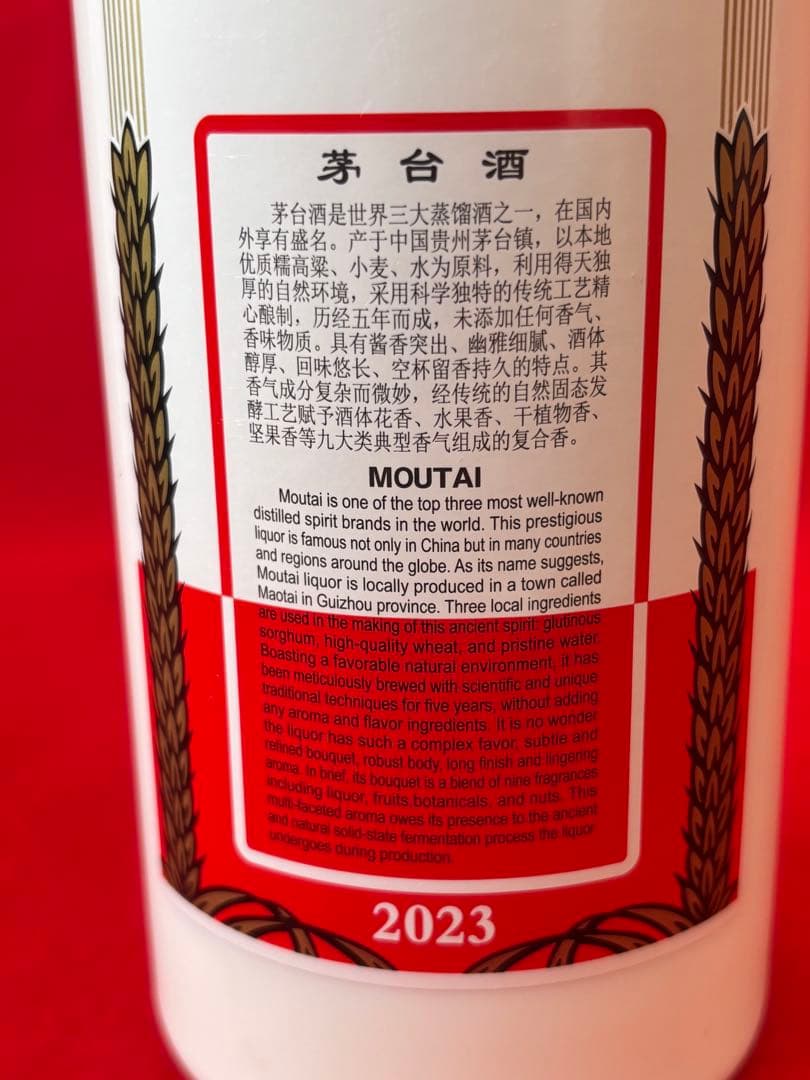 茅台酒
茅台酒是世界三大蒸馏酒之一，在国内
外享有盛名。产于中国贵州茅台镇，以本地
优质糯高粱、小麦、水为原料，利用得天独
厚的自然环境，采用科学独特的传统工艺精
心酿制，历经五年而成，未添加任何香气、
香味物质。具有酱香突出、幽雅细腻、酒体
醇厚、回味悠长、空杯留香持久的特点。其
香气成分复杂而微妙，经传统的自然固态发
酵工艺赋予酒体花香、水果香、干植物香、
坚果香等九大类典型香气组成的复合香。
MOUTAI
Moutai is one of the top three most well-known
distilled spirit brands in the world. This prestigious
liquor is famous not only in China but in many countries
and regions around the globe. As its name suggests,
Moutai liquor is locally produced in a town called
Maotai in Guizhou province. Three local ingredients
are used in the making of this ancient spirit: glutinous
sorghum, high-quality wheat, and pristine water.
Boasting a favorable natural environment, it has
been meticulously brewed with scientific and unique
traditional techniques for five years, without adding
any aroma and flavor ingredients. It is no wonder
the liquor has such a complex favor, subtle and
refined bouquet, robust body, long finish and lingering
aroma. In brief, its bouquet is a blend of nine fragrances
including liquor, fruits,botanicals, and nuts. This
multi-faceted aroma owes its presence to the ancient
and natural solid-state fermentation process the liquor
undergoes during production.
2023